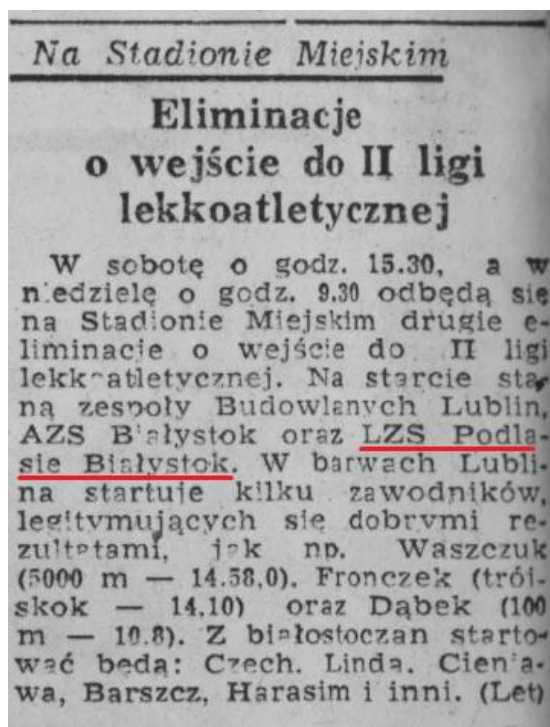 Na Stadionie Miejskim
Eliminacje
o wejście do II ligi
lekkoatletycznej
W sobotę o godz. 15.30, a w
niedzielę o godz. 9.30 odbędą się
na Stadionie Miejskim drugie e-
liminacje o wejście do II ligi
lekkoatletycznej. Na starcie sta-
ną zespoły Budowlanych Lublin,
AZS Białystok oraz LZS Podla-
sie Białystok. W barwach Lubli-
na startuje kilku zawodników,
legitymujących się dobrymi re-
zultatami, jak np. Waszczuk
(5000 m — 14.58,0). Fronczek (trój-
skok — 14,10) oraz Dąbek (100
m — 10.8). Z białostoczan starto-
wać będą: Czech. Linda. Cienia-
wa, Barszcz, Harasim i inni. (Let)